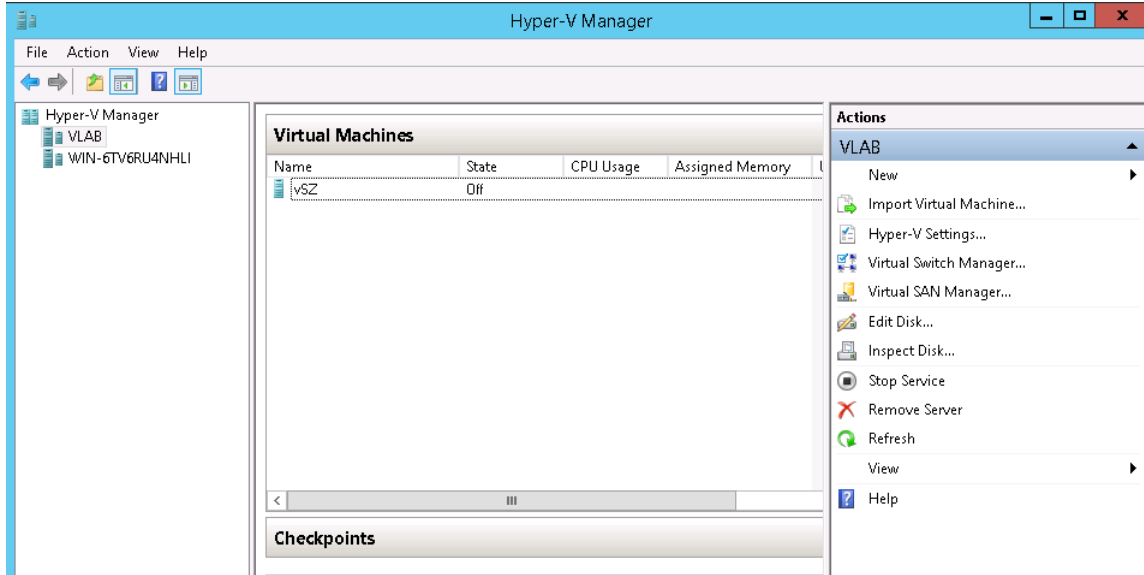 Hyper-V Manager
File Action View Help
Hyper-V Manager
VLAB
WIN-6TV6RU4NHLI
Virtual Machines
Name State CPU Usage Assigned Memory
vSZ Off
Checkpoints
Actions
VLAB
New
Import Virtual Machine...
Hyper-V Settings...
Virtual Switch Manager...
Virtual SAN Manager...
Edit Disk...
Inspect Disk...
Stop Service
Remove Server
Refresh
View
Help